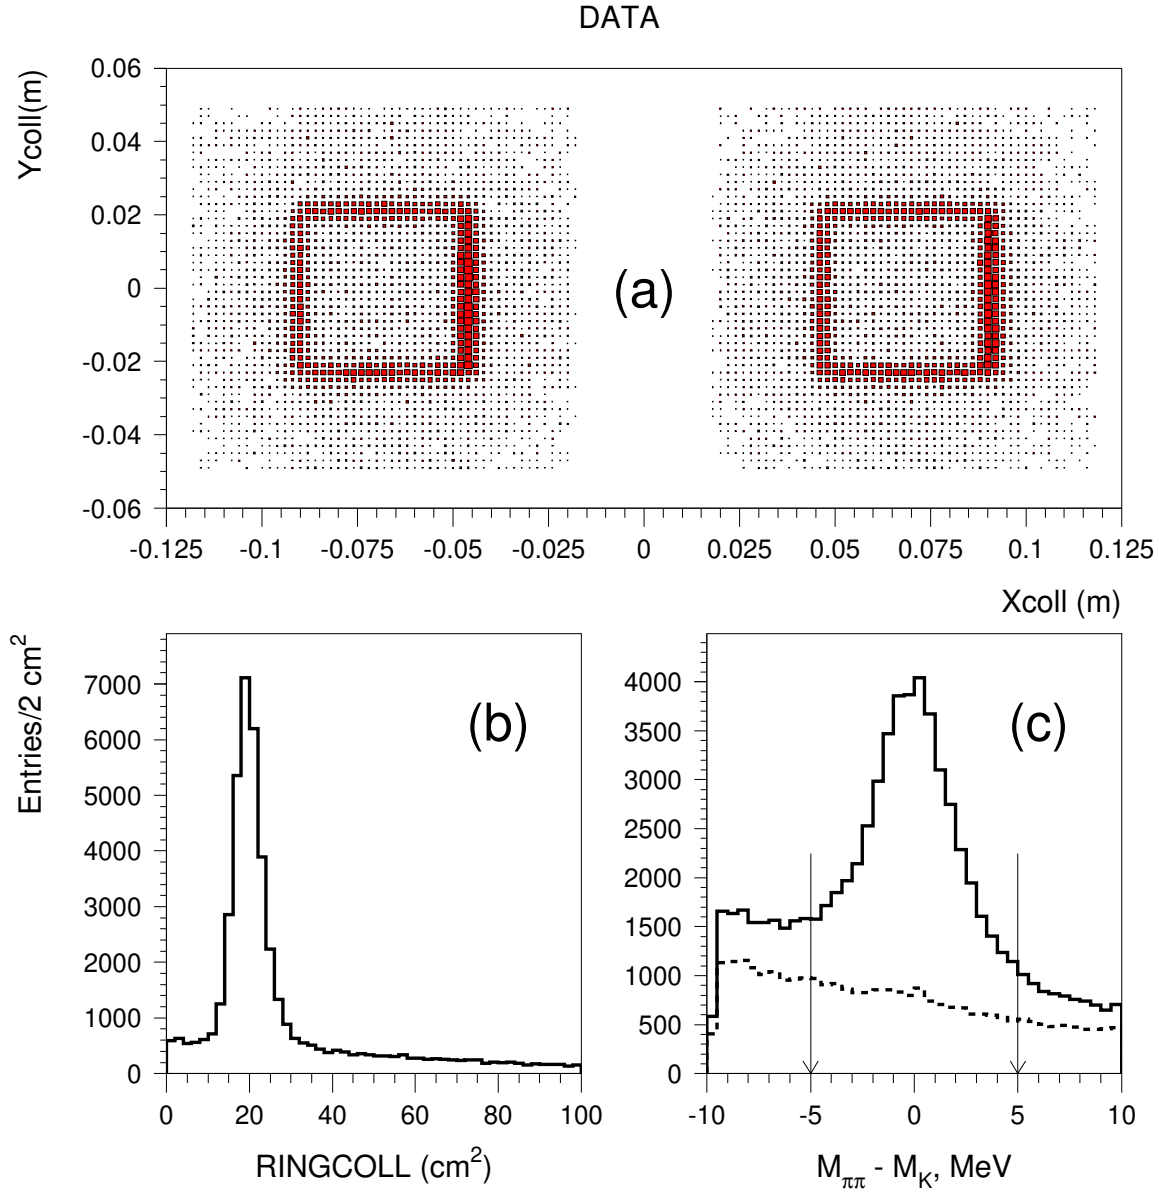 DATA
Ycoll(m)
0.06
0.04
0.02
0
-0.02
-0.04
-0.06
(a)
-0.125 -0.1 -0.075 -0.05 -0.025 0 0.025 0.05 0.075 0.1 0.125
Xcoll (m)
Entries/2 cm²
7000
6000
5000
4000
3000
2000
1000
0
(b)
0 20 40 60 80 100
RINGCOLL (cm²)
4000
3500
3000
2500
2000
1500
1000
500
0
(c)
-10 -5 0 5 10
Mππ - MK, MeV